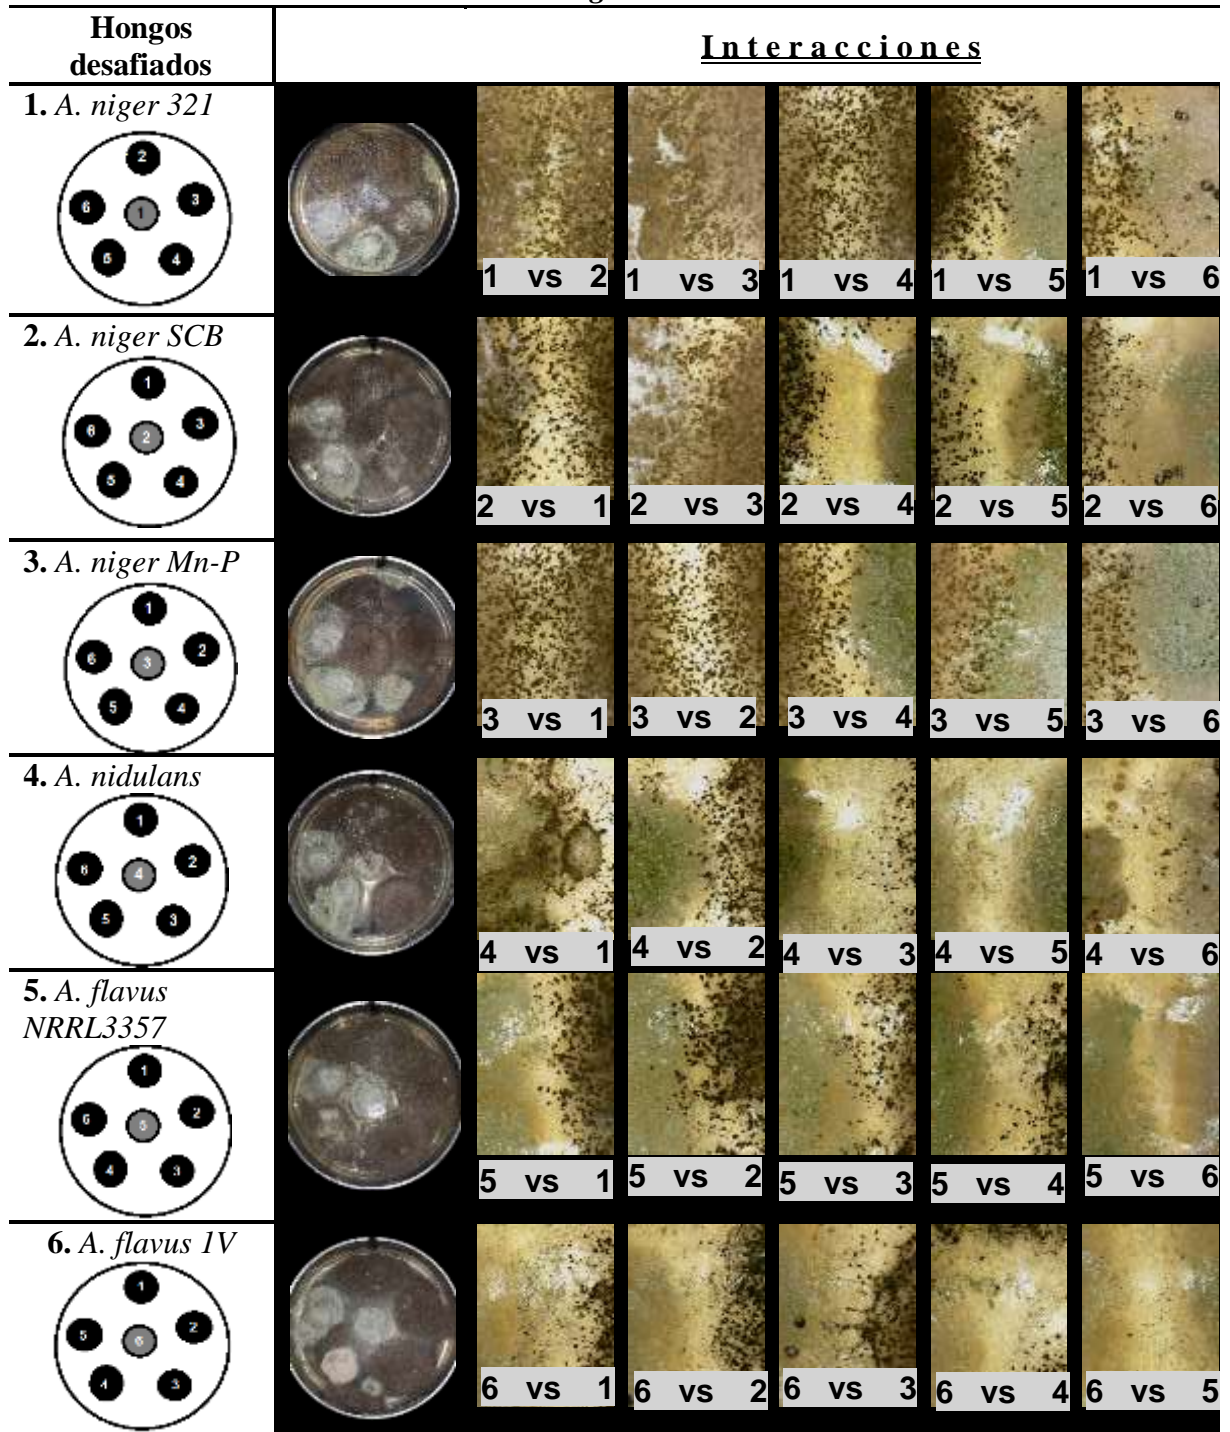 Hongos
desafiados
Interacciones
1. A. niger 321
2
6 3
1
5 4
1 vs 2
1 vs 3
1 vs 4
1 vs 5
1 vs 6
2. A. niger SCB
1
6 3
2
5 4
2 vs 1
2 vs 3
2 vs 4
2 vs 5
2 vs 6
3. A. niger Mn-P
1
6 2
3
5 4
3 vs 1
3 vs 2
3 vs 4
3 vs 5
3 vs 6
4. A. nidulans
1
6 2
4
5 3
4 vs 1
4 vs 2
4 vs 3
4 vs 5
4 vs 6
5. A. flavus
NRRL3357
1
6 2
5
4 3
5 vs 1
5 vs 2
5 vs 3
5 vs 4
5 vs 6
6. A. flavus 1V
1
5 2
6
4 3
6 vs 1
6 vs 2
6 vs 3
6 vs 4
6 vs 5